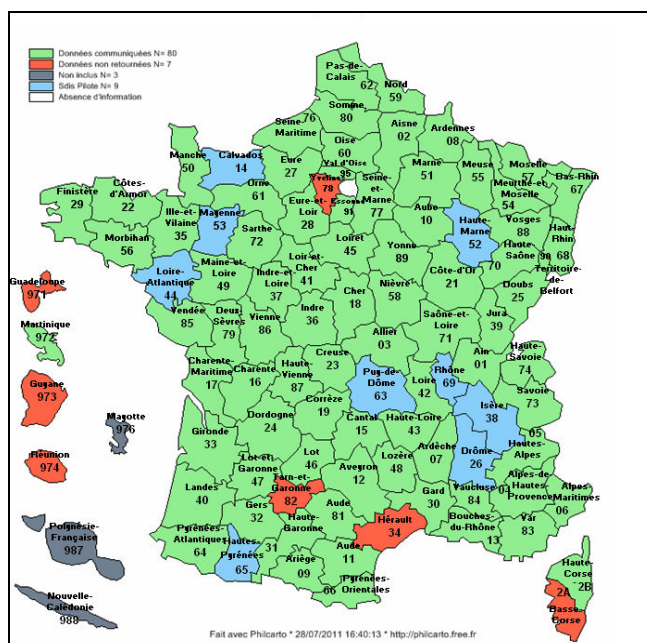 Données communiquées N= 80
Données non retournées N= 7
Non inclus N= 3
Sdis Pilote N= 9
Absence d'information
Pas-de-
Calais
62
Nord
59
Somme
80
Seine-
Maritime
76
Aisne
02
Ardennes
08
Oise
60
Val d'Oise
95
Manche
50
Calvados
14
Eure
27
Yvelines
78
Essonne
91
Seine-
et-
Marne
77
Marne
51
Meuse
55
Moselle
57
Meurthe-et
Moselle
54
Bas-Rhin
67
Finistère
29
Côtes-
d'Armor
22
Ille-et-
Vilaine
35
Morbihan
56
Orne
61
Mayenne
53
Sarthe
72
Eure-et-
Loir
28
Loiret
45
Aube
10
Haute-
Marne
52
Vosges
88
Haut-
Rhin
68
Haute
Saône
70
90
Territoire-
de-
Belfort
Loire-
Atlantique
44
Maine-et
Loire
49
Indre-et
Loire
37
Loir-et-
Cher
41
Yonne
89
Côte-d'Or
21
Doubs
25
Vendée
85
Deux-
Sèvres
79
Vienne
86
Indre
36
Cher
18
Nièvre
58
Saône-et-Loire
71
Jura
39
Allier
03
Ain
01
Haute-
Savoie
74
Charente-
Maritime
17
Charente
16
Haute-
Vienne
87
Creuse
23
Puy-de-
Dôme
63
Loire
42
Rhône
69
Savoie
73
Isère
38
Corrèze
19
Dordogne
24
Cantal
15
Haute-Loire
43
Ardèche
07
Drôme
26
Hautes-
Alpes
05
Gironde
33
Lot-et-
Garonne
47
Lot
46
Aveyron
12
Lozère
48
Gard
30
Vaucluse
84
04
Alpes-de-
Hautes-
Provence
Alpes
Maritimes
06
Landes
40
Gers
32
Tarn-et-
Garonne
82
Aude
81
Haute-
Garonne
31
Hérault
34
Bouches-
du-Rhône
13
Var
83
Pyrénées-
Atlantiques
64
Hautes-
Pyrénées
65
Ariège
09
Aude
11
Pyrénées-
Orientales
66
Haute-
Corse
2B
2A
Basse-
Corse
Guadeloupe
971
Martinique
972
Guyane
973
Mayotte
976
Réunion
974
Polynésie-
Française
987
Nouvelle-
Calédonie
988
Fait avec Philcarto * 28/07/2011 16:40:13 * http://philcarto.free.fr